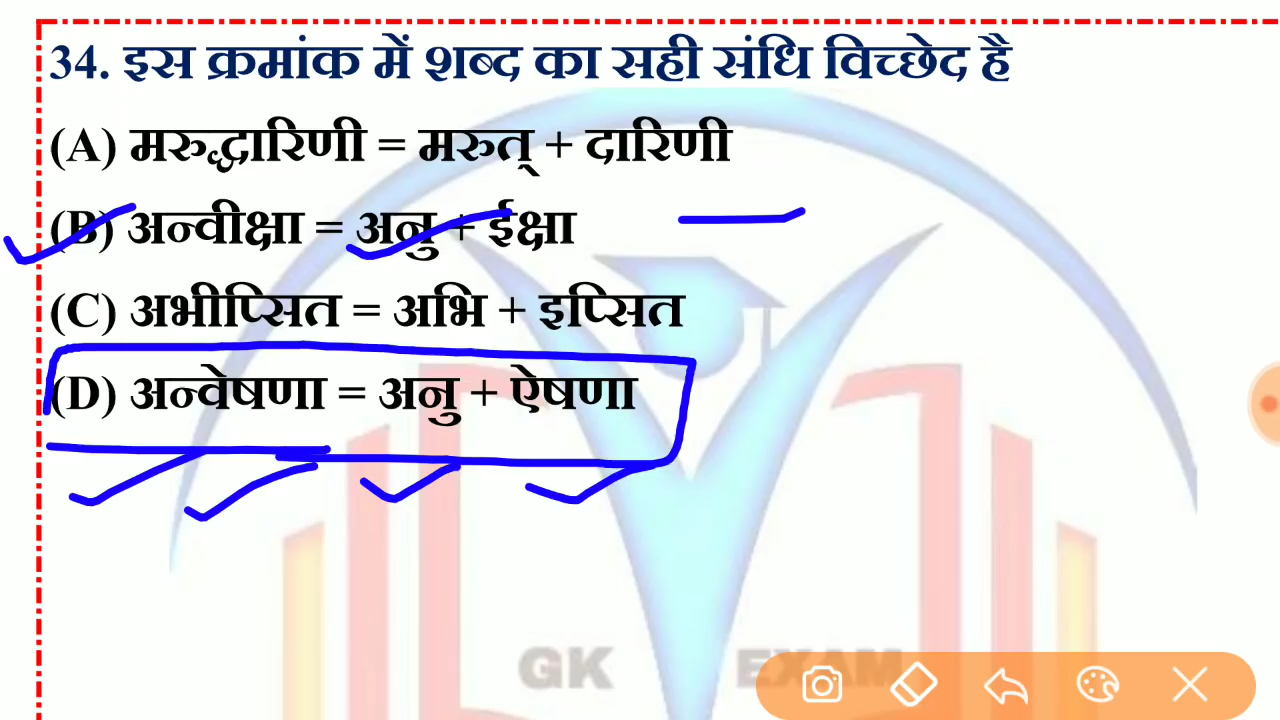 34. इस क्रमांक में शब्द का सही संधि विच्छेद है
(A) मरुद्धारिणी = मरुत् + दारिणी
(B) अन्वीक्षा = अनु + ईक्षा
(C) अभीप्सित = अभि + इप्सित
(D) अन्वेषणा = अनु + ऐषणा
GK EXAM